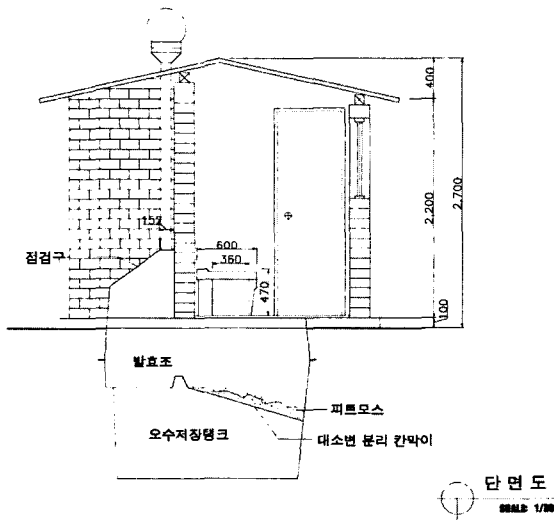 400
152
2,200
2,700
600
점검구
360
470
100
발효조
피트모스
오수저장탱크
대소변 분리 칸막이
단면도